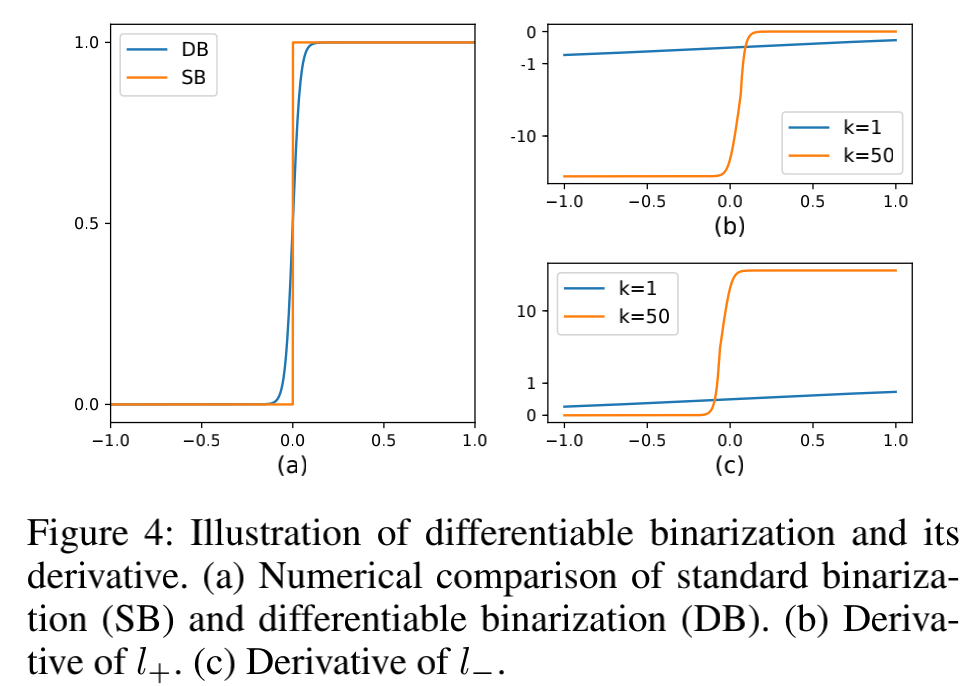 1.0
0.5
0.0
DB
SB
−1.0 −0.5 0.0 0.5 1.0
(a)
0
-1
-10
k=1
k=50
−1.0 −0.5 0.0 0.5 1.0
(b)
10
1
0
k=1
k=50
−1.0 −0.5 0.0 0.5 1.0
(c)
Figure 4: Illustration of differentiable binarization and its
derivative. (a) Numerical comparison of standard binariza-
tion (SB) and differentiable binarization (DB). (b) Deriva-
tive of l₊. (c) Derivative of l₋.